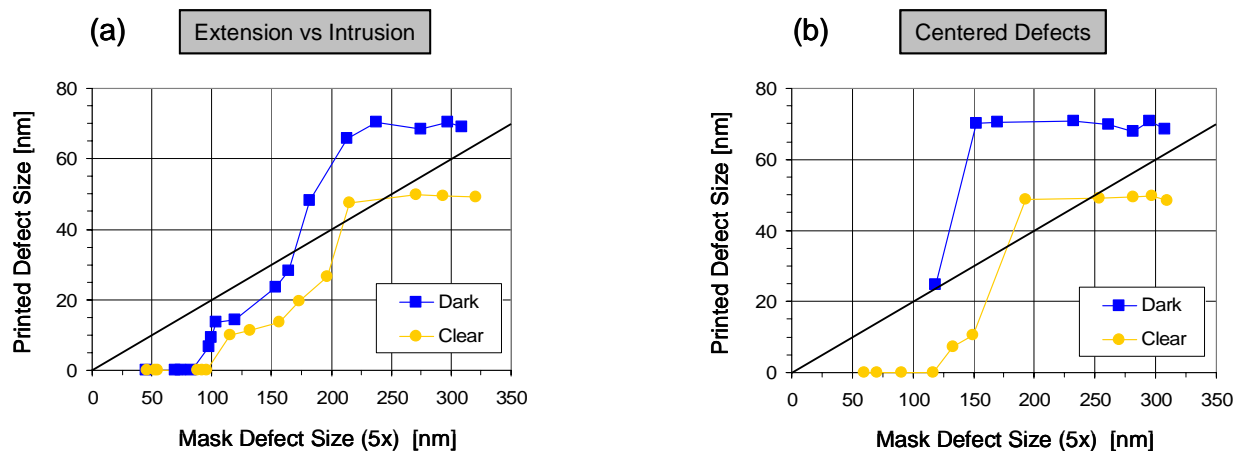 (a)
Extension vs Intrusion
Printed Defect Size [nm]
80
60
40
20
0
0 50 100 150 200 250 300 350
Dark
Clear
Mask Defect Size (5x) [nm]
(b)
Centered Defects
Printed Defect Size [nm]
80
60
40
20
0
0 50 100 150 200 250 300 350
Dark
Clear
Mask Defect Size (5x) [nm]